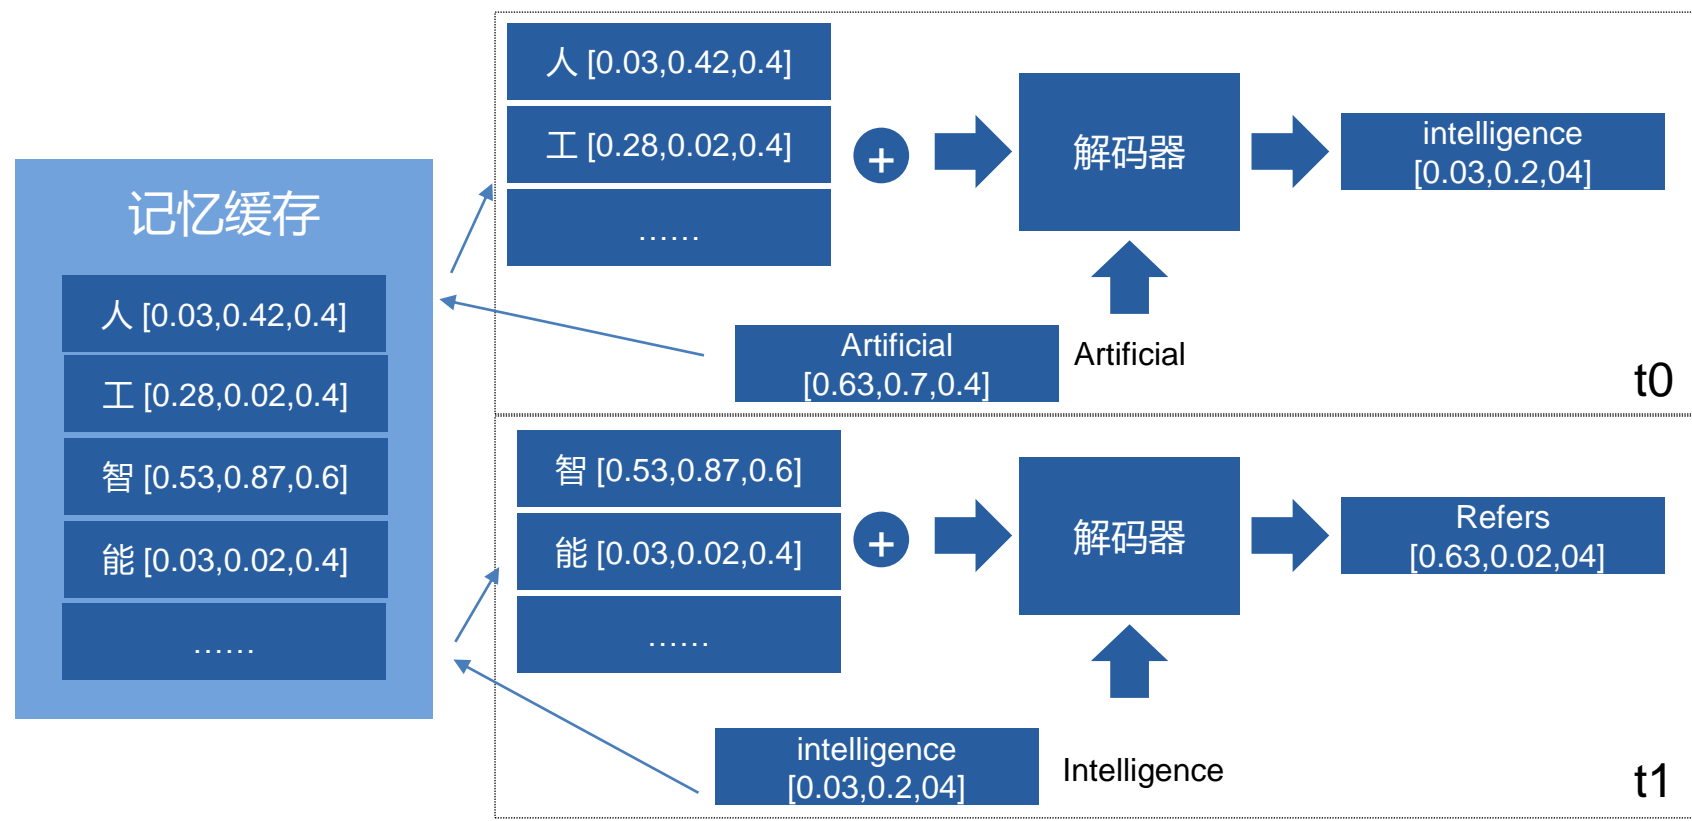 记忆缓存
人 [0.03,0.42,0.4]
工 [0.28,0.02,0.4]
智 [0.53,0.87,0.6]
能 [0.03,0.02,0.4]
......
人 [0.03,0.42,0.4]
工 [0.28,0.02,0.4]
......
+
解码器
intelligence
[0.03,0.2,04]
Artificial
[0.63,0.7,0.4]
Artificial
t0
智 [0.53,0.87,0.6]
能 [0.03,0.02,0.4]
......
+
解码器
Refers
[0.63,0.02,04]
intelligence
[0.03,0.2,04]
Intelligence
t1